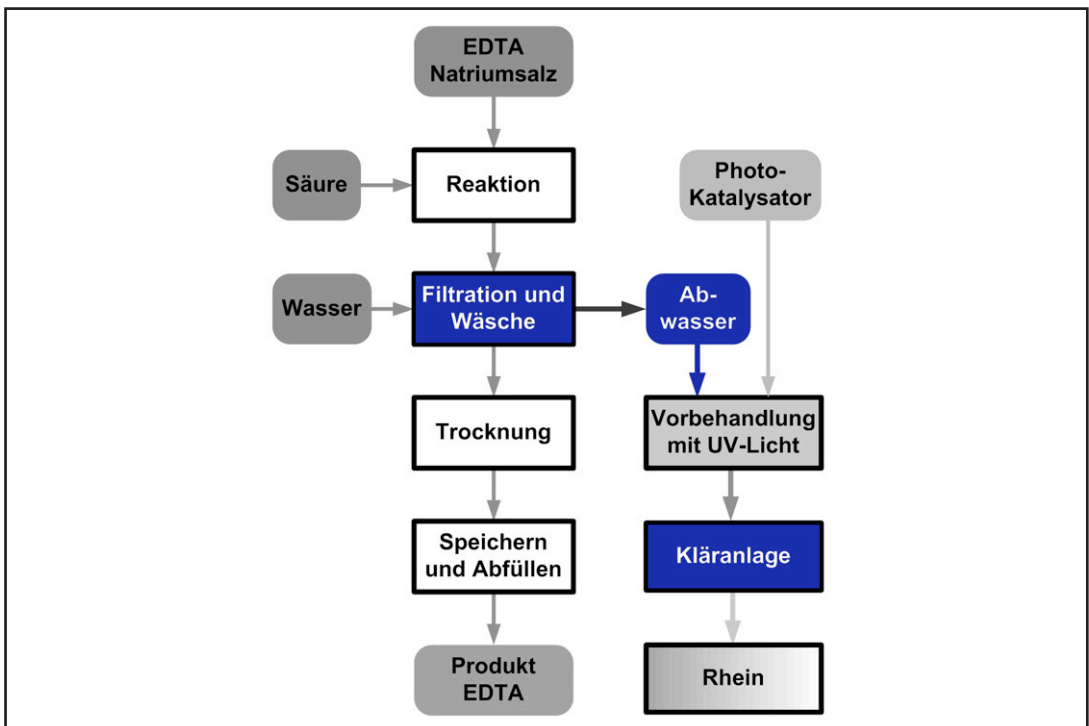 EDTA
Natriumsalz
Säure
Reaktion
Photo-
Katalysator
Wasser
Filtration und
Wäsche
Ab-
wasser
Trocknung
Vorbehandlung
mit UV-Licht
Speichern
und Abfüllen
Kläranlage
Produkt
EDTA
Rhein